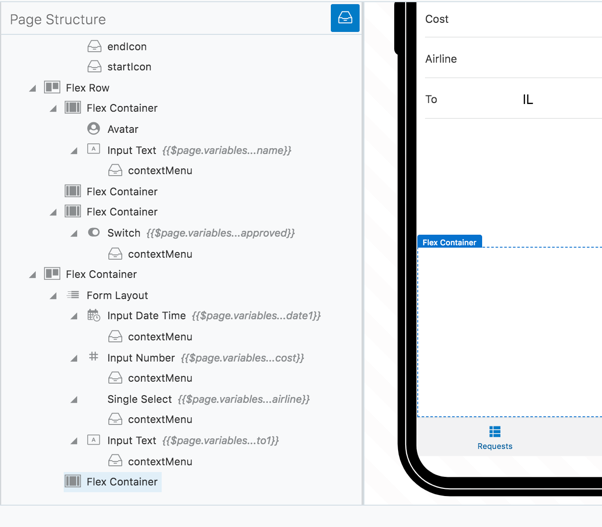 Page Structure
endIcon
startIcon
Flex Row
Flex Container
Avatar
Input Text {{$page.variables...name}}
contextMenu
Flex Container
Flex Container
Switch {{$page.variables...approved}}
contextMenu
Flex Container
Form Layout
Input Date Time {{$page.variables...date1}}
contextMenu
Input Number {{$page.variables...cost}}
contextMenu
Single Select {{$page.variables...airline}}
contextMenu
Input Text {{$page.variables...to1}}
contextMenu
Flex Container
Cost
Airline
To IL
Flex Container
Requests